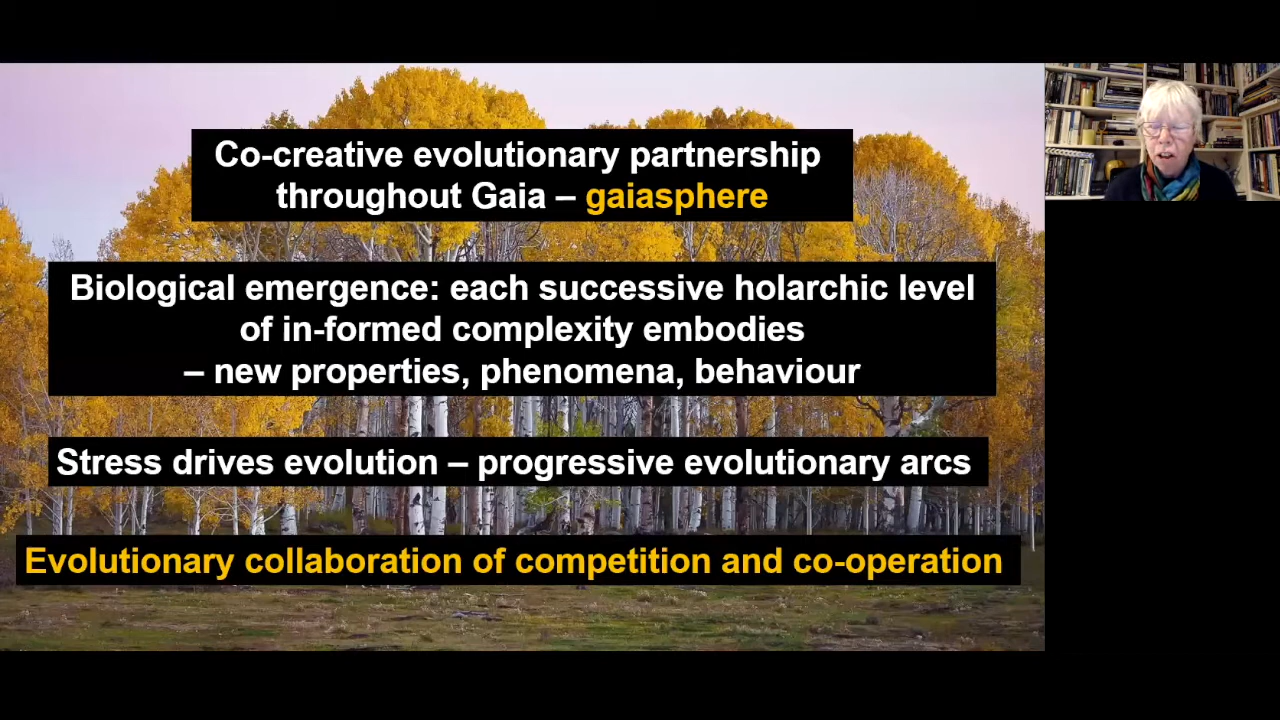 Co-creative evolutionary partnership
throughout Gaia – gaiasphere
Biological emergence: each successive holarchic level
of in-formed complexity embodies
– new properties, phenomena, behaviour
Stress drives evolution – progressive evolutionary arcs
Evolutionary collaboration of competition and co-operation